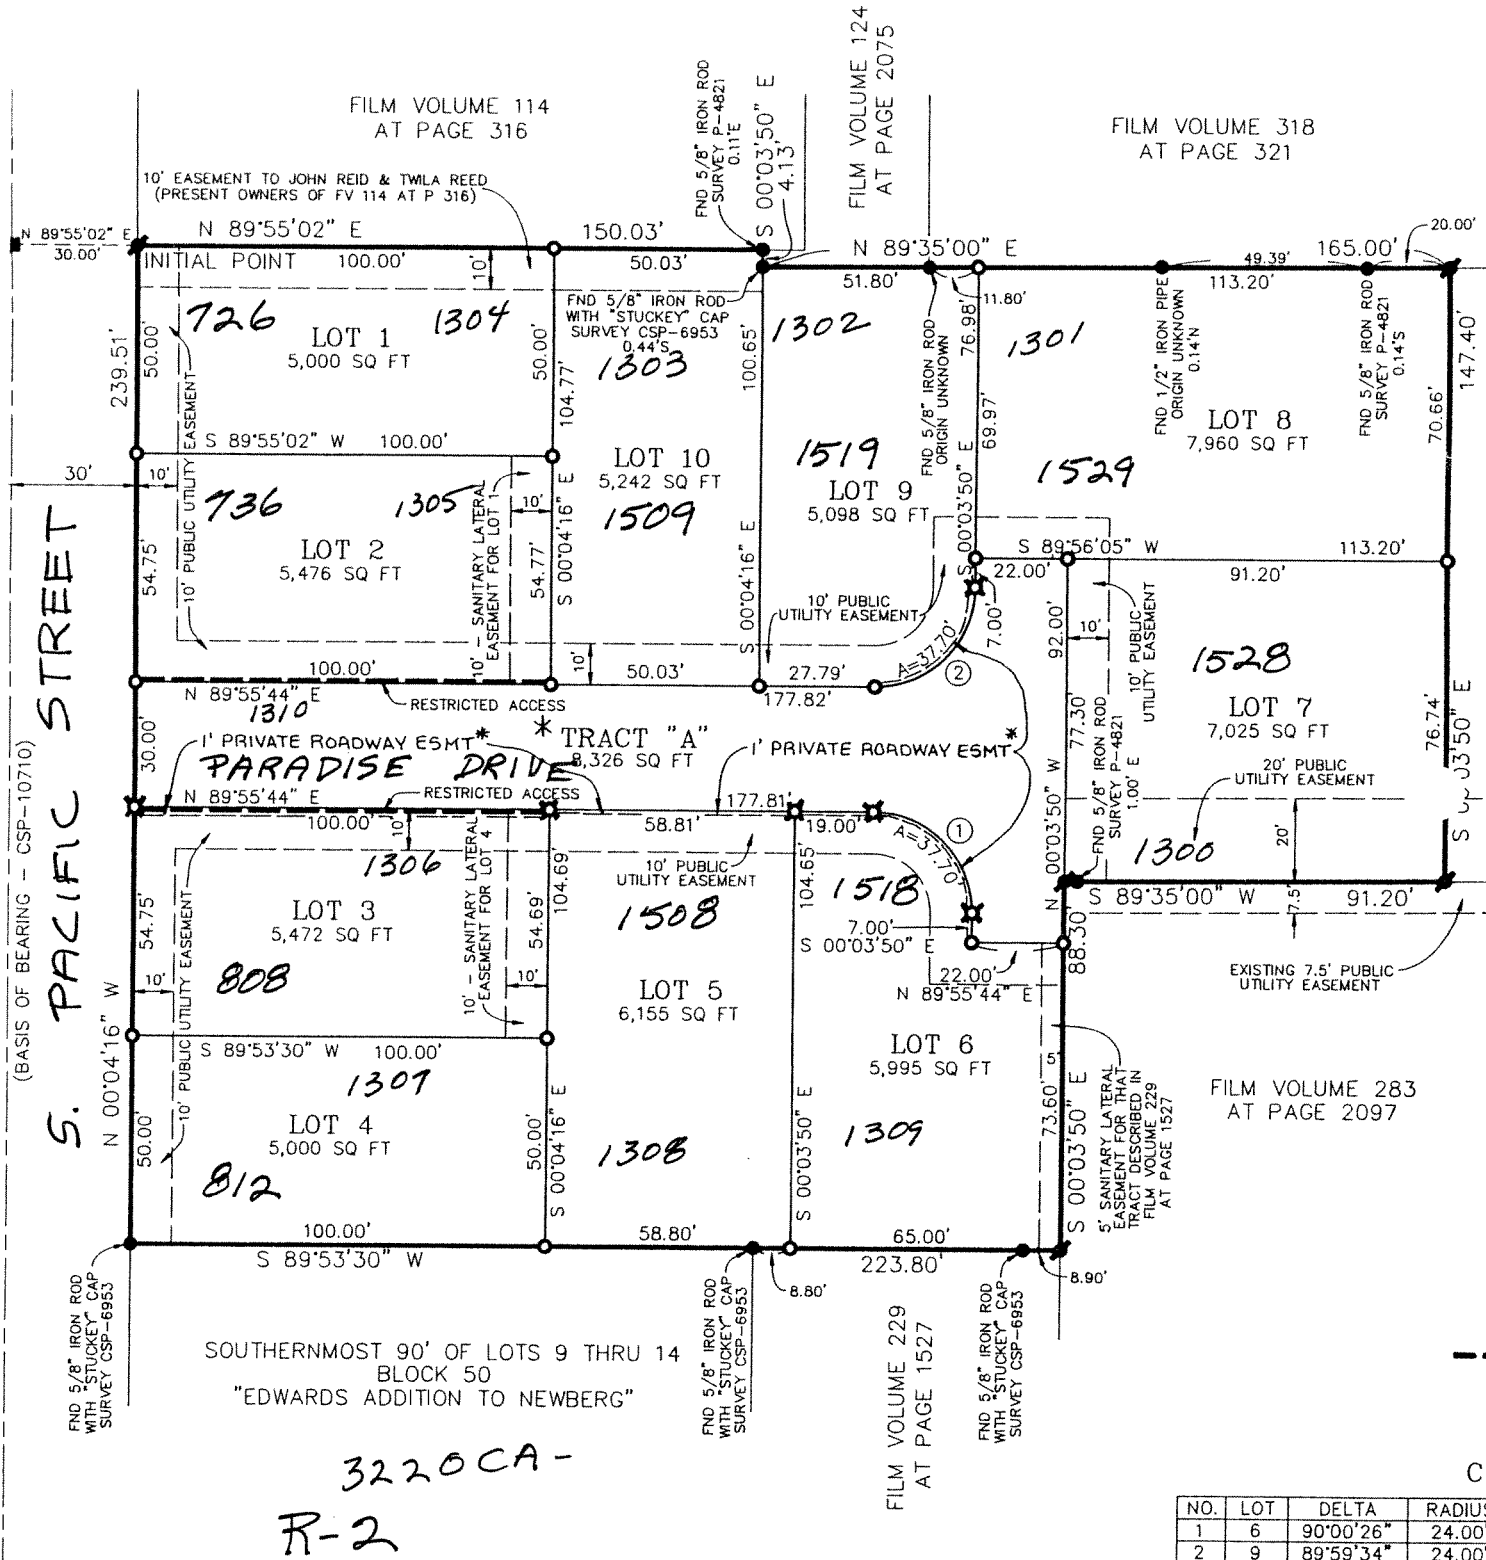 FILM VOLUME 114
AT PAGE 316
FND 5/8" IRON ROD
SURVEY P-4821
0.11'E
S 00°03'50" E
4.13'
FILM VOLUME 124
AT PAGE 2075
FILM VOLUME 318
AT PAGE 321
10' EASEMENT TO JOHN REID & TWILA REED
(PRESENT OWNERS OF FV 114 AT P 316)
N 89°55'02" E
30.00'
N 89°55'02" E
150.03'
N 89°35'00" E
165.00'
20.00'
INITIAL POINT
100.00'
10'
50.03'
51.80'
11.80'
49.39'
113.20'
FND 5/8" IRON ROD
WITH "STUCKEY" CAP
SURVEY CSP-6953
0.44'S
239.51'
50.00'
726
LOT 1
5,000 SQ FT
1304
50.00'
104.77'
1303
100.65'
1302
FND 5/8" IRON ROD
ORIGIN UNKNOWN
76.98'
69.97'
1301
FND 1/2" IRON PIPE
ORIGIN UNKNOWN
0.14'N
LOT 8
7,960 SQ FT
FND 5/8" IRON ROD
SURVEY P-4821
0.14'S
147.40'
70.66'
10' PUBLIC UTILITY EASEMENT
S 89°55'02" W 100.00'
30'
10'
736
1305
LOT 2
5,476 SQ FT
54.75'
10' - SANITARY LATERAL
EASEMENT FOR LOT 1
10'
54.77'
S 00°04'16" E
LOT 10
5,242 SQ FT
1509
S 00°04'16" E
1519
LOT 9
5,098 SQ FT
S 00°03'50" E
1529
S 89°56'05" W
113.20'
22.00'
91.20'
10' PUBLIC
UTILITY EASEMENT
7.00'
92.00'
10'
10' PUBLIC
UTILITY EASEMENT
1528
LOT 7
7,025 SQ FT
76.74'
100.00'
N 89°55'44" E
1310
RESTRICTED ACCESS
10'
50.03'
27.79'
177.82'
A=37.70'
2
30.00'
1' PRIVATE ROADWAY ESMT*
PARADISE DRIVE
* TRACT "A"
8,326 SQ FT
1' PRIVATE ROADWAY ESMT*
77.30'
FND 5/8" IRON ROD
SURVEY P-4821
1.00' E
N 00°03'50" W
20' PUBLIC
UTILITY EASEMENT
N 89°55'44" E
RESTRICTED ACCESS
100.00'
10'
177.81'
58.81'
19.00'
A=37.70'
1
1300
20'
S 89°35'00" W
91.20'
7.5'
EXISTING 7.5' PUBLIC
UTILITY EASEMENT
S. PACIFIC STREET
(BASIS OF BEARING - CSP-10710)
N 00°04'16" W
1306
54.75'
LOT 3
5,472 SQ FT
808
10'
10' PUBLIC UTILITY EASEMENT
10' - SANITARY LATERAL
EASEMENT FOR LOT 4
10'
104.69'
54.69'
10' PUBLIC
UTILITY EASEMENT
1508
104.65'
1518
7.00'
S 00°03'50" E
88.30'
22.00'
N 89°55'44" E
LOT 5
6,155 SQ FT
LOT 6
5,995 SQ FT
S 89°53'30" W 100.00'
1307
LOT 4
5,000 SQ FT
50.00'
812
50.00'
S 00°04'16" E
1308
S 00°03'50" E
1309
5'
73.60'
S 00°03'50" E
5' SANITARY LATERAL
EASEMENT FOR THAT
TRACT DESCRIBED IN
FILM VOLUME 229
AT PAGE 1527
FILM VOLUME 283
AT PAGE 2097
100.00'
S 89°53'30" W
58.80'
8.80'
65.00'
223.80'
8.90'
FND 5/8" IRON ROD
WITH "STUCKEY" CAP
SURVEY CSP-6953
FND 5/8" IRON ROD
WITH "STUCKEY" CAP
SURVEY CSP-6953
FILM VOLUME 229
AT PAGE 1527
FND 5/8" IRON ROD
WITH "STUCKEY" CAP
SURVEY CSP-6953
SOUTHERNMOST 90' OF LOTS 9 THRU 14
BLOCK 50
"EDWARDS ADDITION TO NEWBERG"
3220CA-
R-2
C
NO. LOT DELTA RADIUS
1 6 90°00'26" 24.00'
2 9 89°59'34" 24.00'